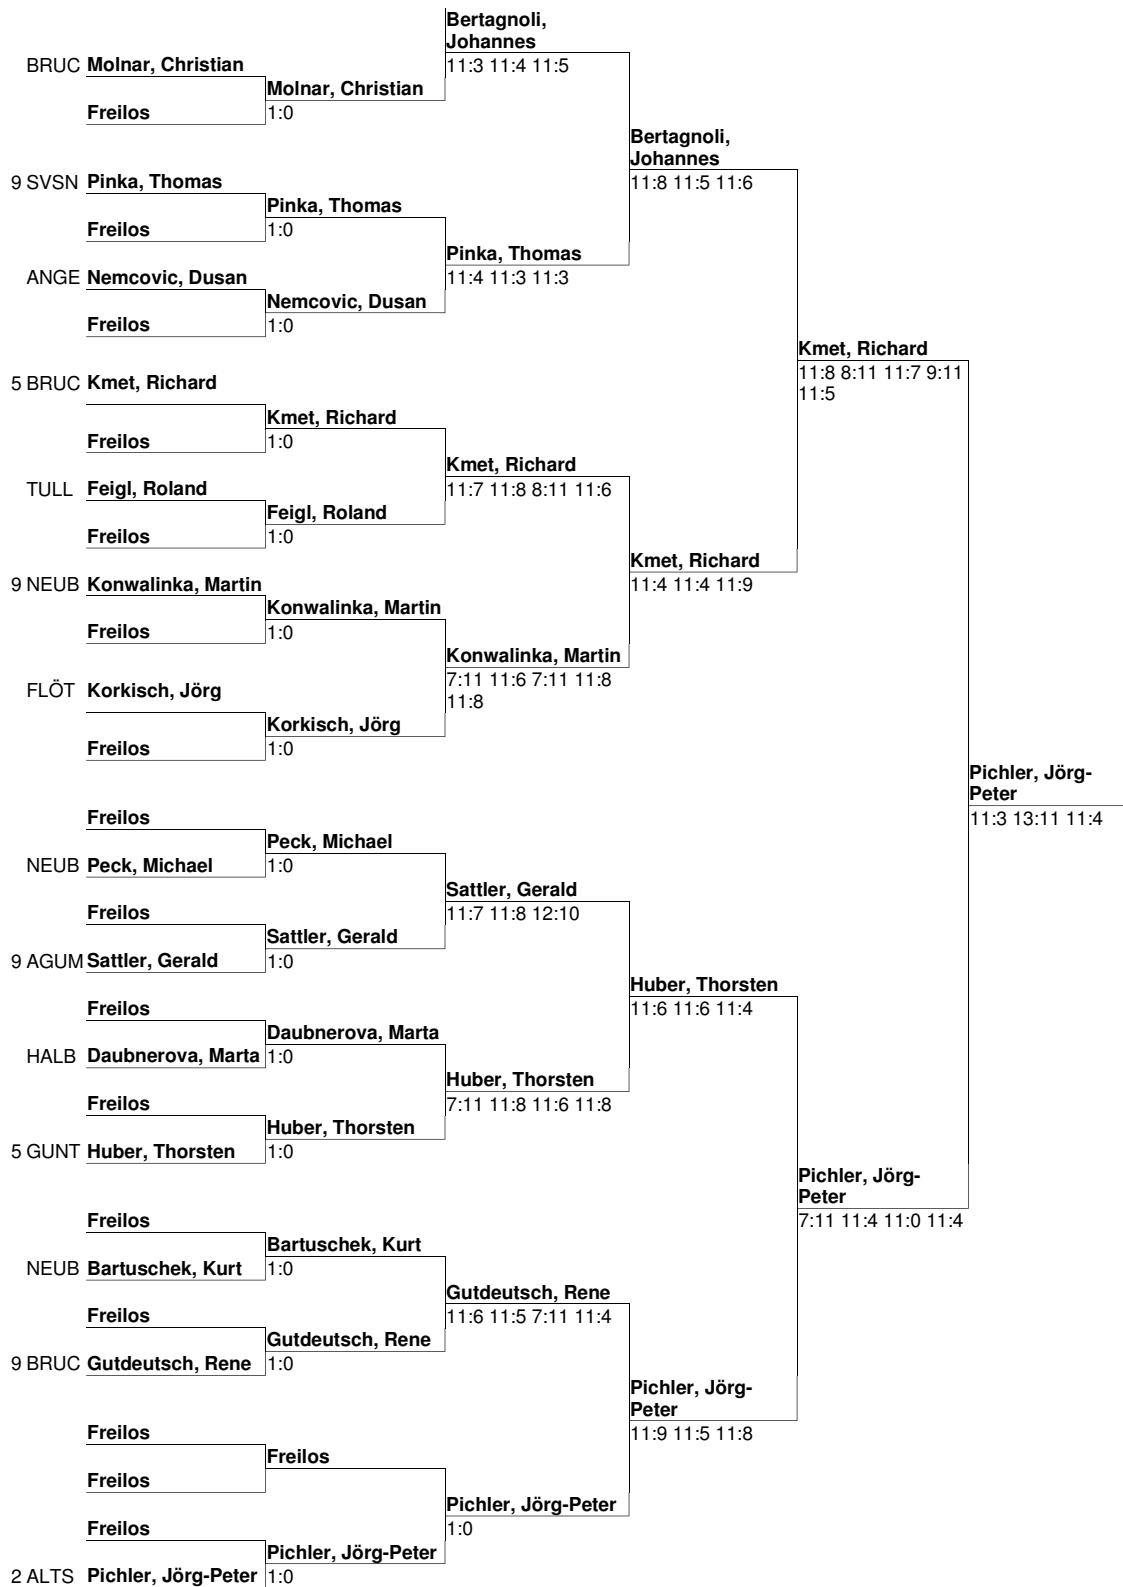 Bertagnoli,
Johannes
BRUC Molnar, Christian
11:3 11:4 11:5
Molnar, Christian
Freilos
1:0
Bertagnoli,
Johannes
9 SVSN Pinka, Thomas
11:8 11:5 11:6
Pinka, Thomas
Freilos
1:0
Pinka, Thomas
ANGE Nemcovic, Dusan
11:4 11:3 11:3
Nemcovic, Dusan
Freilos
1:0
Kmet, Richard
11:8 8:11 11:7 9:11
11:5
5 BRUC Kmet, Richard
Kmet, Richard
Freilos
1:0
Kmet, Richard
TULL Feigl, Roland
11:7 11:8 8:11 11:6
Feigl, Roland
Freilos
1:0
Kmet, Richard
9 NEUB Konwalinka, Martin
11:4 11:4 11:9
Konwalinka, Martin
Freilos
1:0
Konwalinka, Martin
7:11 11:6 7:11 11:8
11:8
FLÖT Korkisch, Jörg
Korkisch, Jörg
Freilos
1:0
Pichler, Jörg-
Peter
11:3 13:11 11:4
Freilos
Peck, Michael
NEUB Peck, Michael
1:0
Sattler, Gerald
Freilos
11:7 11:8 12:10
Sattler, Gerald
9 AGUM Sattler, Gerald
1:0
Huber, Thorsten
Freilos
11:6 11:6 11:4
Daubnerova, Marta
HALB Daubnerova, Marta
1:0
Huber, Thorsten
Freilos
7:11 11:8 11:6 11:8
Huber, Thorsten
5 GUNT Huber, Thorsten
1:0
Pichler, Jörg-
Peter
Freilos
7:11 11:4 11:0 11:4
Bartuschek, Kurt
NEUB Bartuschek, Kurt
1:0
Gutdeutsch, Rene
Freilos
11:6 11:5 7:11 11:4
Gutdeutsch, Rene
9 BRUC Gutdeutsch, Rene
1:0
Pichler, Jörg-
Peter
Freilos
11:9 11:5 11:8
Freilos
Freilos
Pichler, Jörg-Peter
Freilos
1:0
Pichler, Jörg-Peter
2 ALTS Pichler, Jörg-Peter
1:0